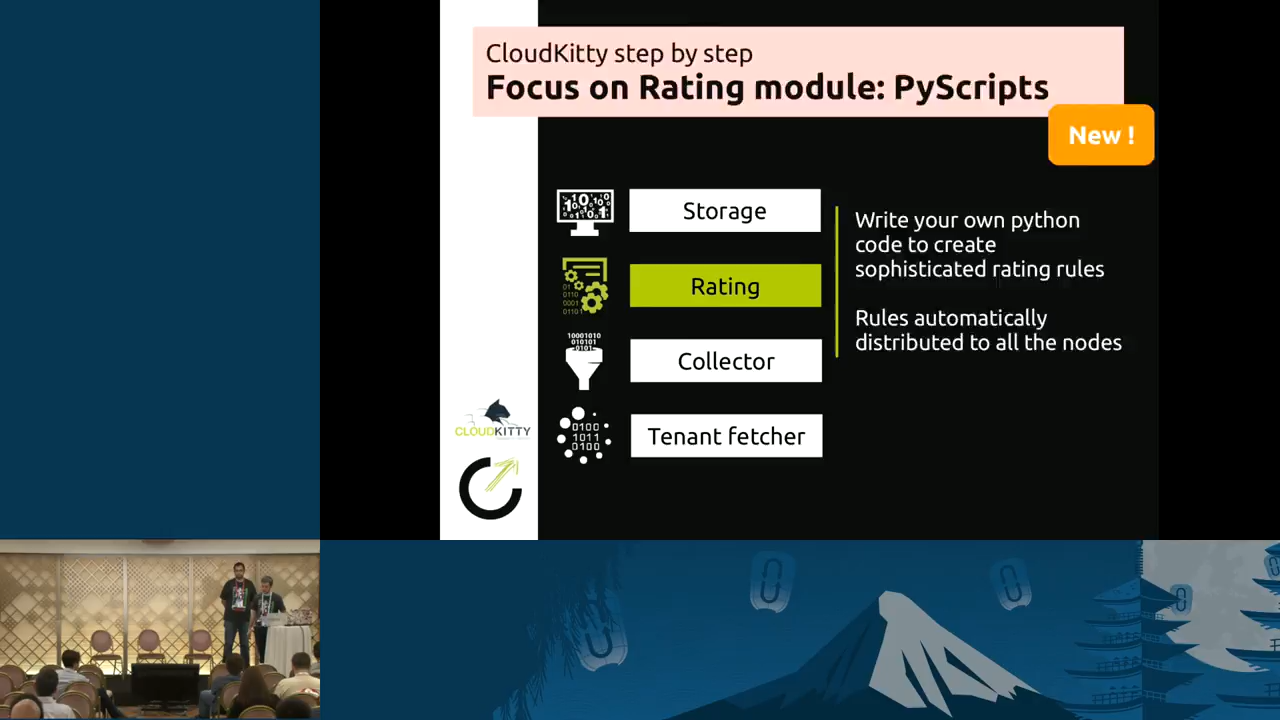 CloudKitty step by step
Focus on Rating module: PyScripts
New !
Storage
Rating
Collector
Tenant fetcher
Write your own python
code to create
sophisticated rating rules
Rules automatically
distributed to all the nodes
CLOUDKITTY